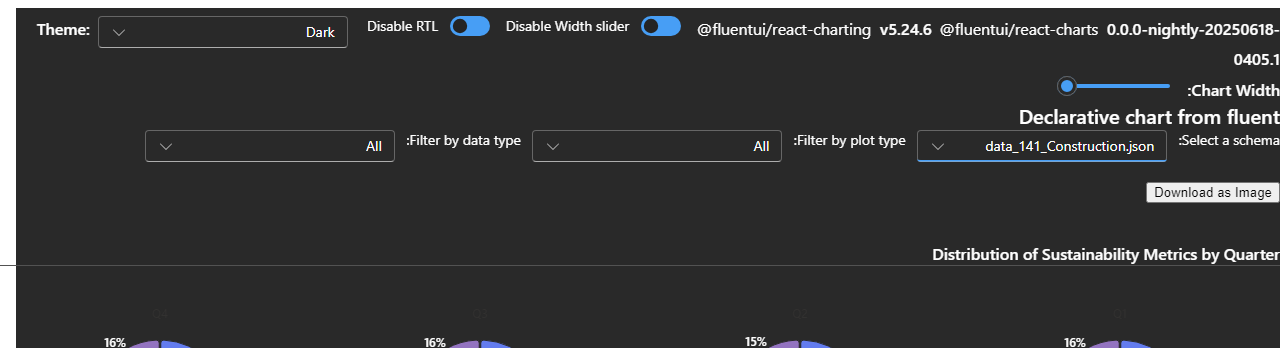 Theme: Dark Disable RTL Disable Width slider @fluentui/react-charting v5.24.6 @fluentui/react-charts 0.0.0-nightly-20250618-
0405.1
:Chart Width
Declarative chart from fluent
:Select a schema data_141_Construction.json :Filter by plot type All :Filter by data type All
Download as Image
Distribution of Sustainability Metrics by Quarter
Q4 Q3 Q2 Q1
16% 16% 15% 16%